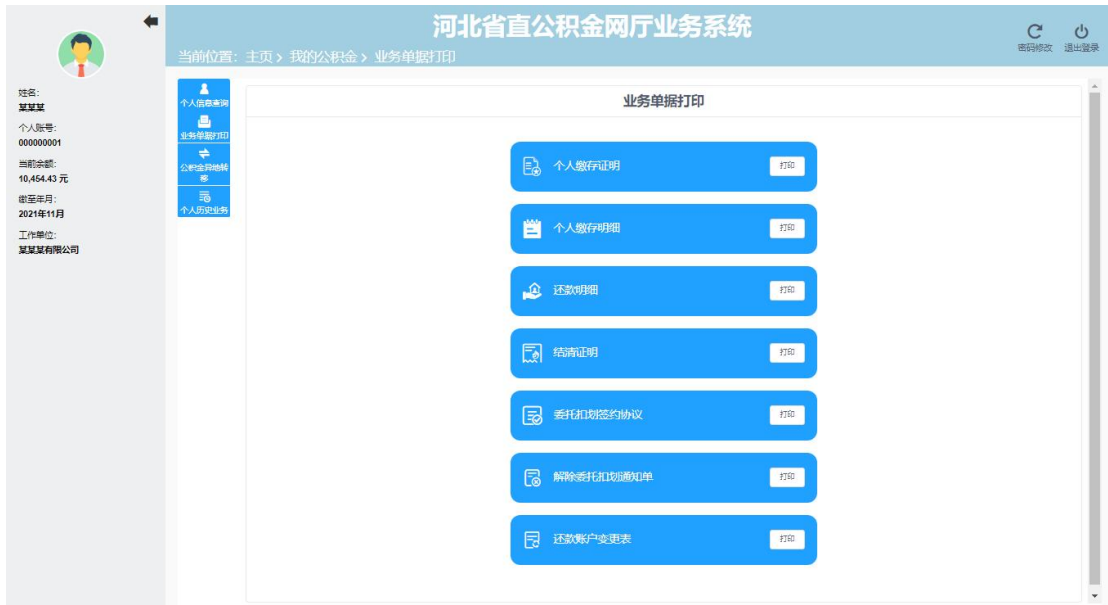 河北省直公积金网厅业务系统
当前位置：主页 > 我的公积金 > 业务单据打印
密码修改 退出登录
姓名:
某某某
个人账号:
000000001
当前余额:
10,454.43 元
缴至年月:
2021年11月
工作单位:
某某某有限公司
个人信息查询
业务单据打印
公积金异地转
移
个人历史业务
业务单据打印
个人缴存证明 打印
个人缴存明细 打印
还款明细 打印
结清证明 打印
委托扣划签约协议 打印
解除委托扣划通知单 打印
还款账户变更表 打印